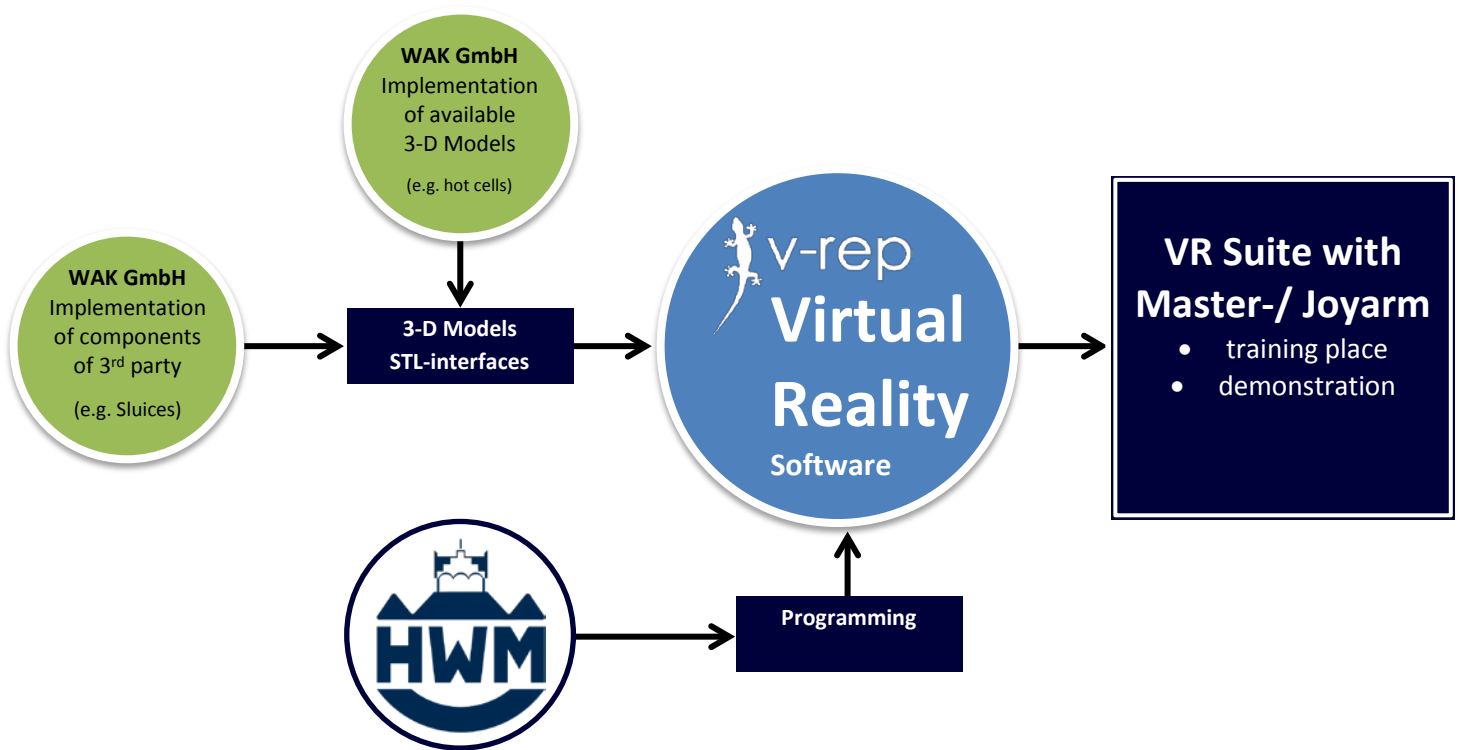 WAK GmbH
Implementation
of available
3-D Models
(e.g. hot cells)
WAK GmbH
Implementation
of components
of 3rd party
(e.g. Sluices)
3-D Models
STL-interfaces
v-rep
Virtual
Reality
Software
VR Suite with
Master-/ Joyarm
• training place
• demonstration
HWM
Programming